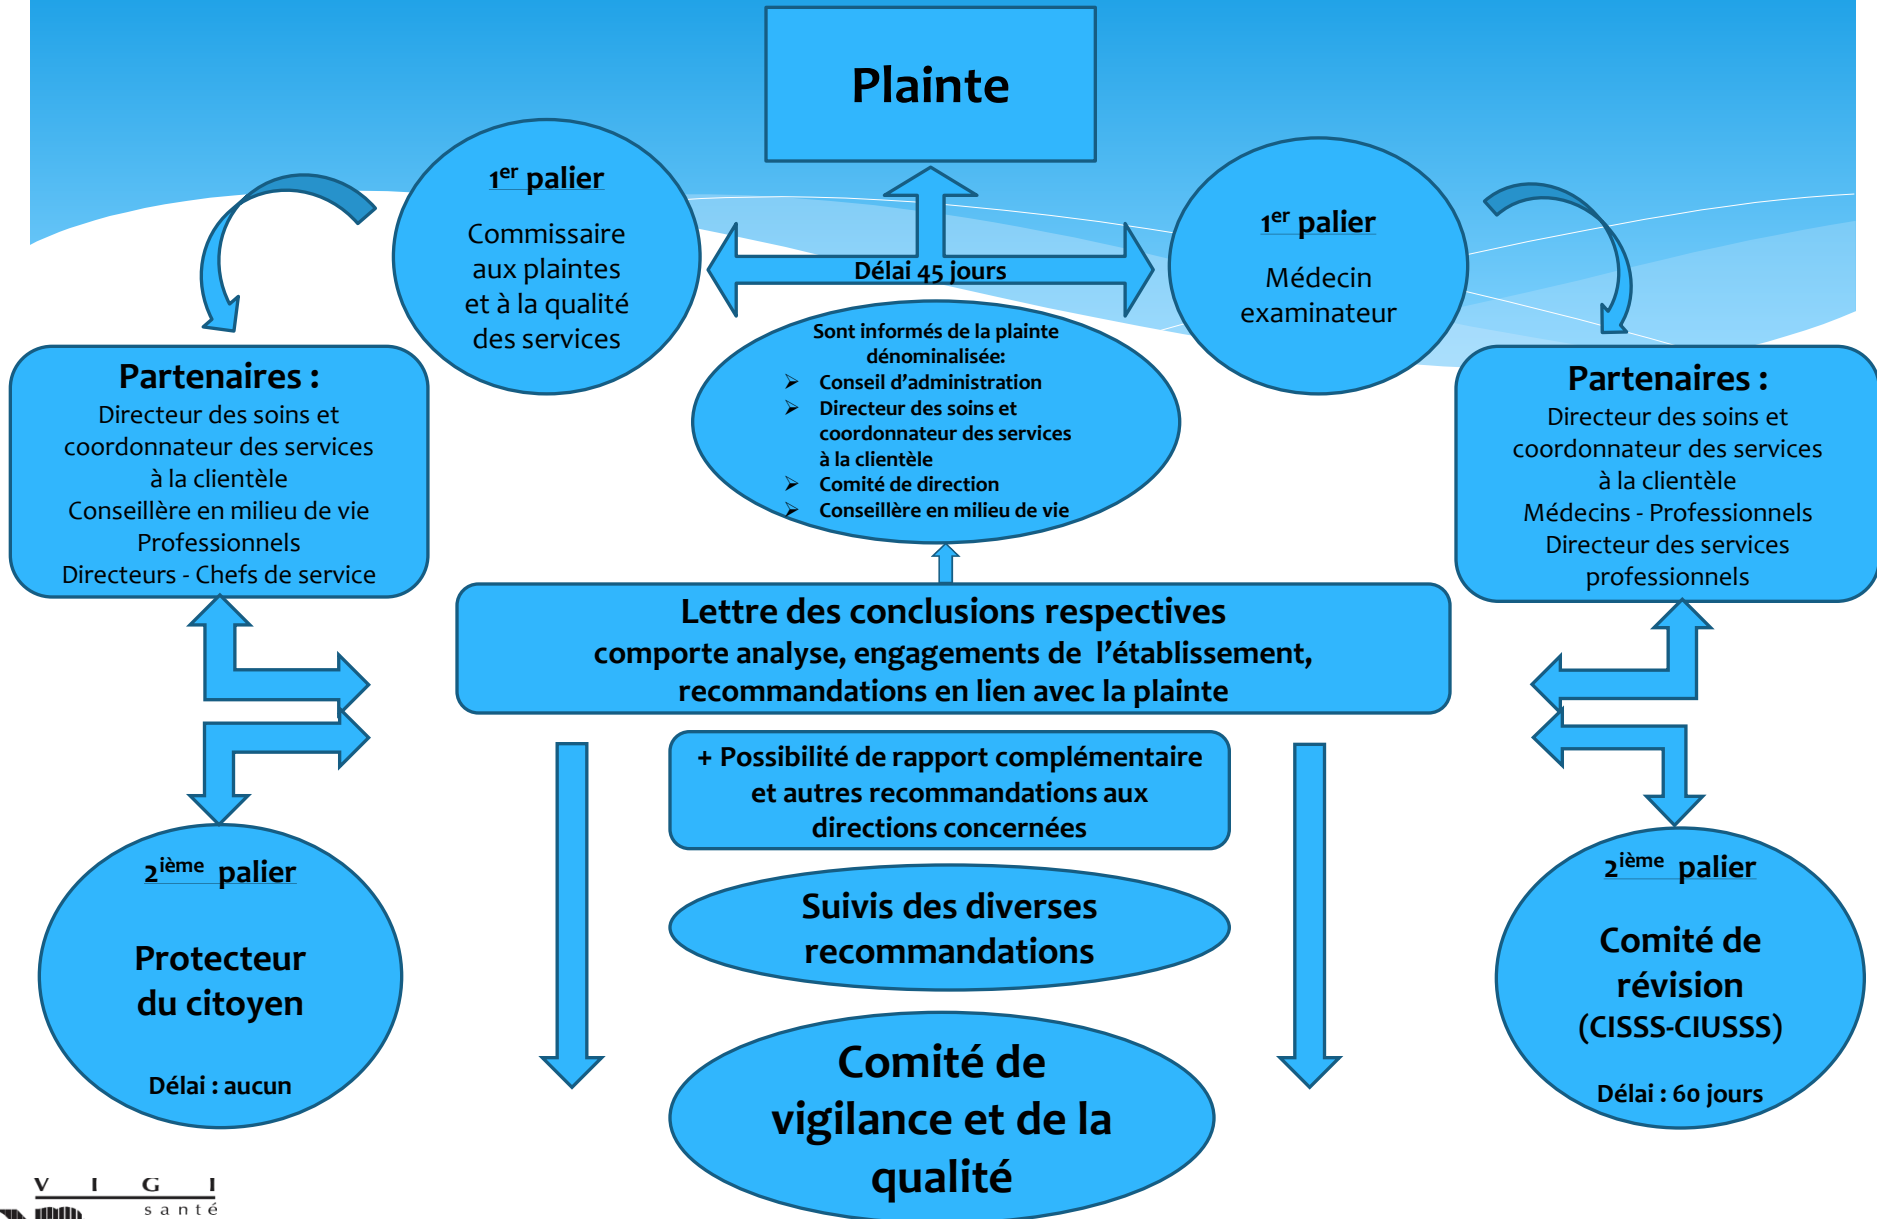 Plainte
1er palier
Commissaire
aux plaintes
et à la qualité
des services
Délai 45 jours
1er palier
Médecin
examinateur
Sont informés de la plainte
dénominalisée:
➢ Conseil d'administration
➢ Directeur des soins et
coordonnateur des services
à la clientèle
➢ Comité de direction
➢ Conseillère en milieu de vie
Partenaires :
Directeur des soins et
coordonnateur des services
à la clientèle
Conseillère en milieu de vie
Professionnels
Directeurs - Chefs de service
Partenaires :
Directeur des soins et
coordonnateur des services
à la clientèle
Médecins - Professionnels
Directeur des services
professionnels
Lettre des conclusions respectives
comporte analyse, engagements de l'établissement,
recommandations en lien avec la plainte
+ Possibilité de rapport complémentaire
et autres recommandations aux
directions concernées
Suivis des diverses
recommandations
Comité de
vigilance et de la
qualité
2ième palier
Protecteur
du citoyen
Délai : aucun
2ième palier
Comité de
révision
(CISSS-CIUSSS)
Délai : 60 jours
VIGI
santé